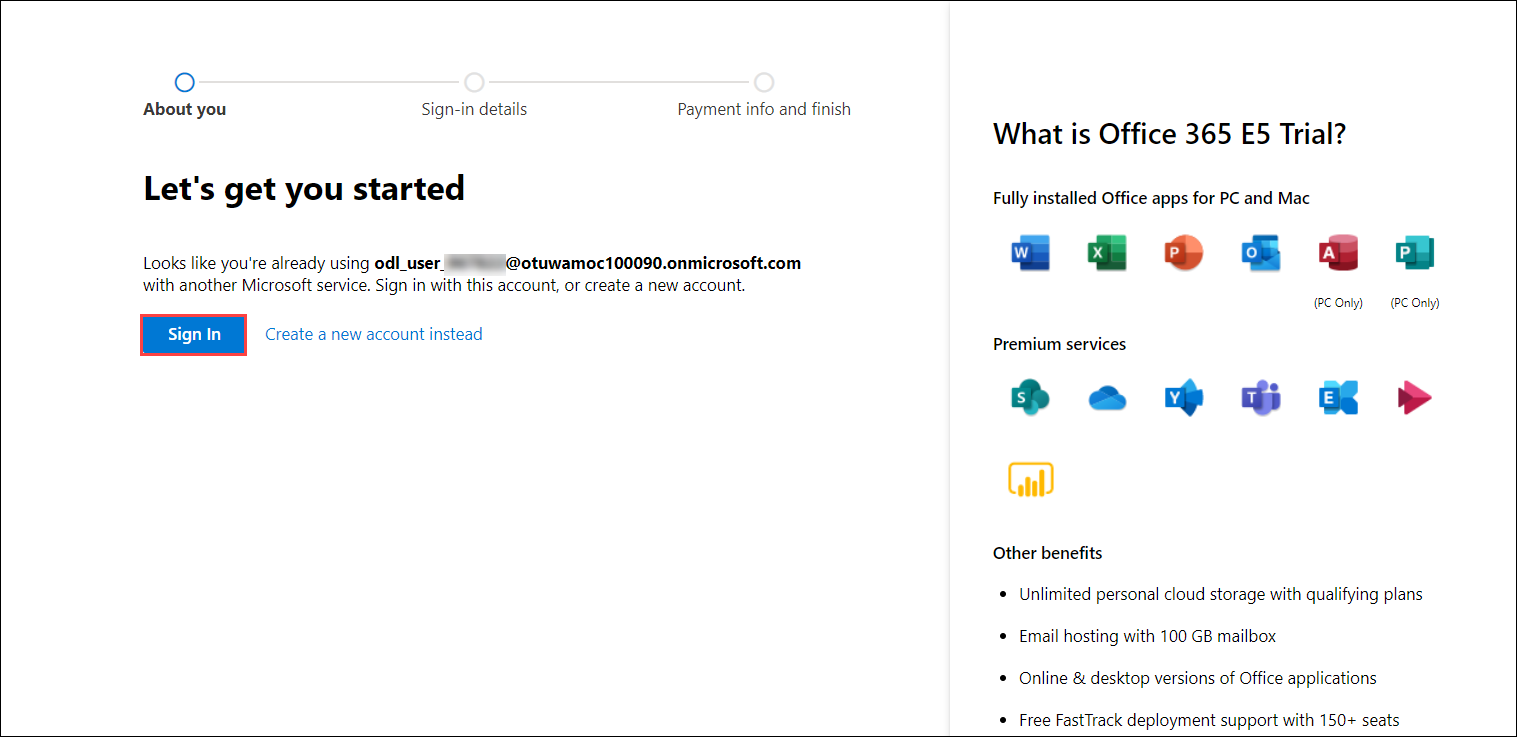 About you
Sign-in details
Payment info and finish
Let's get you started
Looks like you're already using odl_user_ @otuwamoc100090.onmicrosoft.com
with another Microsoft service. Sign in with this account, or create a new account.
Sign In
Create a new account instead
What is Office 365 E5 Trial?
Fully installed Office apps for PC and Mac
W
X
P
O
A
P
(PC Only)
(PC Only)
Premium services
S
Y
T
E
Other benefits
Unlimited personal cloud storage with qualifying plans
Email hosting with 100 GB mailbox
Online & desktop versions of Office applications
Free FastTrack deployment support with 150+ seats